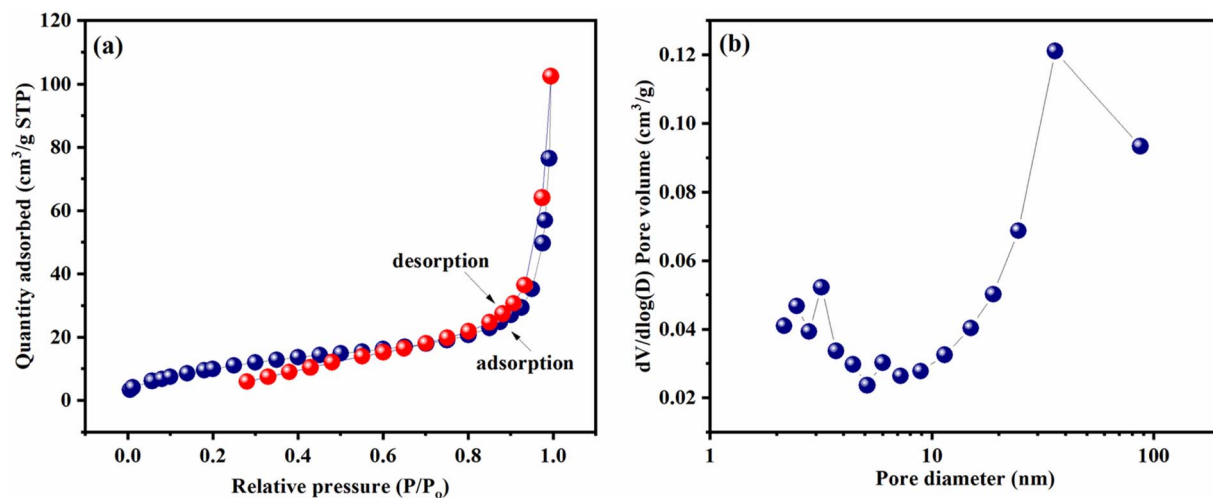 (a)
Quantity adsorbed (cm³/g STP)
120
100
80
60
40
20
0
desorption
adsorption
0.0 0.2 0.4 0.6 0.8 1.0
Relative pressure (P/Pₒ)
(b)
dV/dlog(D) Pore volume (cm³/g)
0.12
0.10
0.08
0.06
0.04
0.02
1 10 100
Pore diameter (nm)